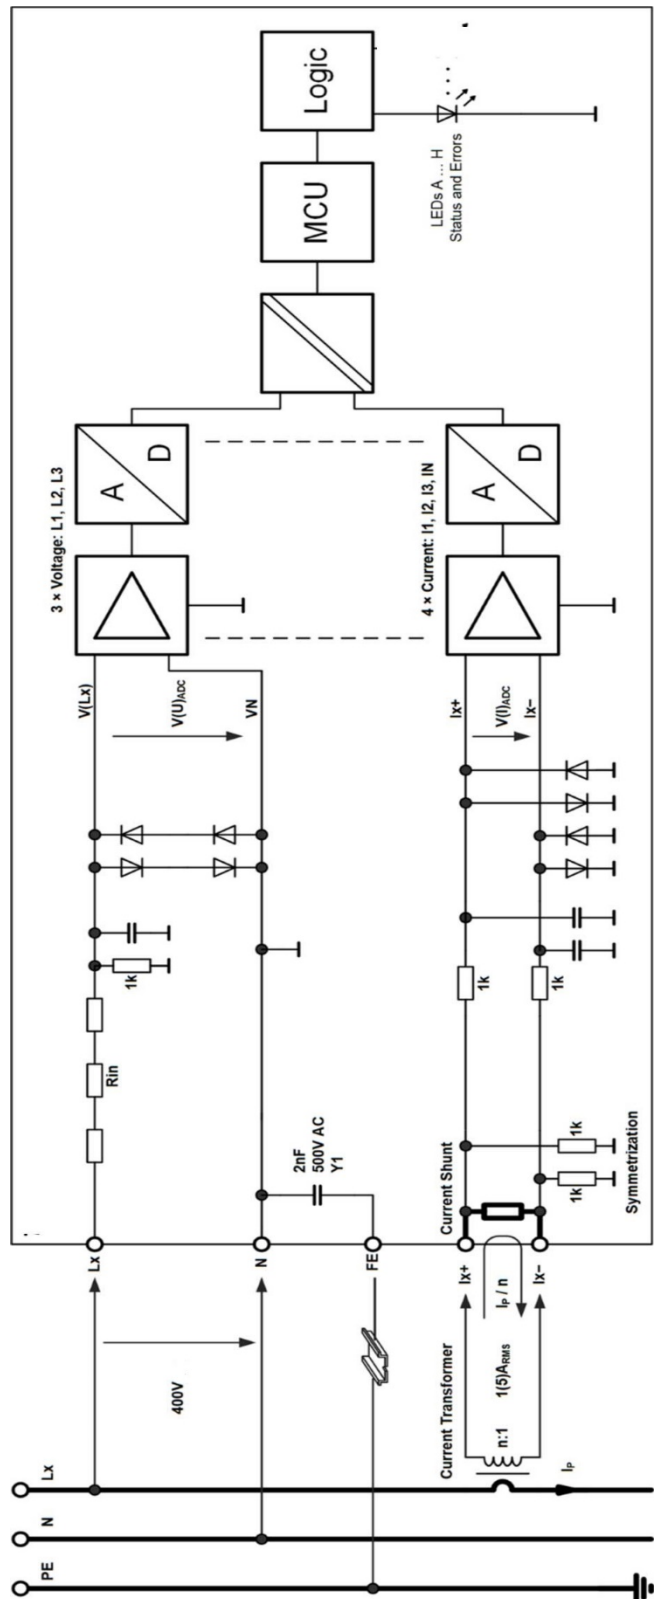 Logic
MCU
LEDs A ... H
Status and Errors
3 × Voltage: L1, L2, L3
A
D
4 × Current: I1, I2, I3, IN
A
D
V(Lx)
V(U)ADC
VN
Ix+
V(I)ADC
Ix−
1k
Rin
1k
1k
2nF
500V AC
Y1
Current Shunt
1k
1k
Symmetrization
Lx
N
FE
Ix+
Ix−
400V
IP / n
Current Transformer
1(5)ARMS
n:1
Lx
IP
N
PE